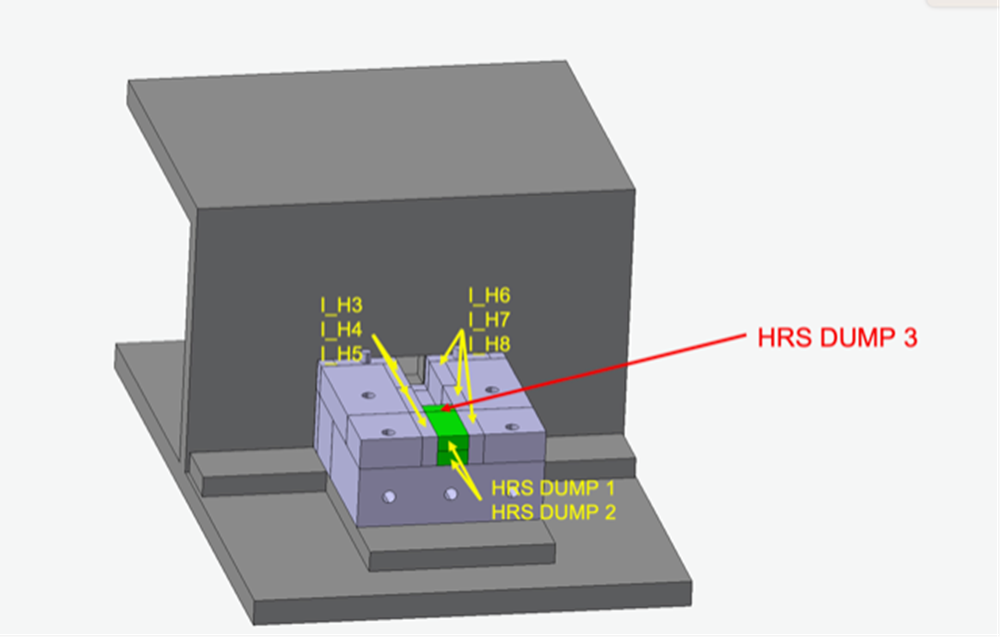 I_H3
I_H4
I_H5
I_H6
I_H7
I_H8
HRS DUMP 3
HRS DUMP 1
HRS DUMP 2